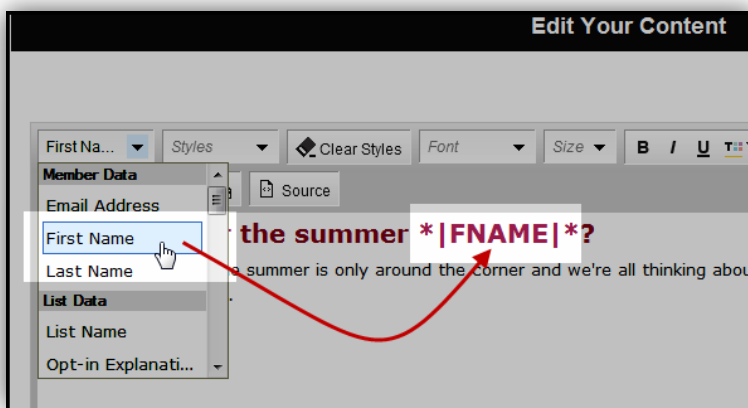 Edit Your Content
First Na... Styles Clear Styles Font Size B I U
Member Data
Source
Email Address
First Name
the summer *|FNAME|*?
Last Name
summer is only around the corner and we're all thinking abou
List Data
List Name
Opt-in Explanati...